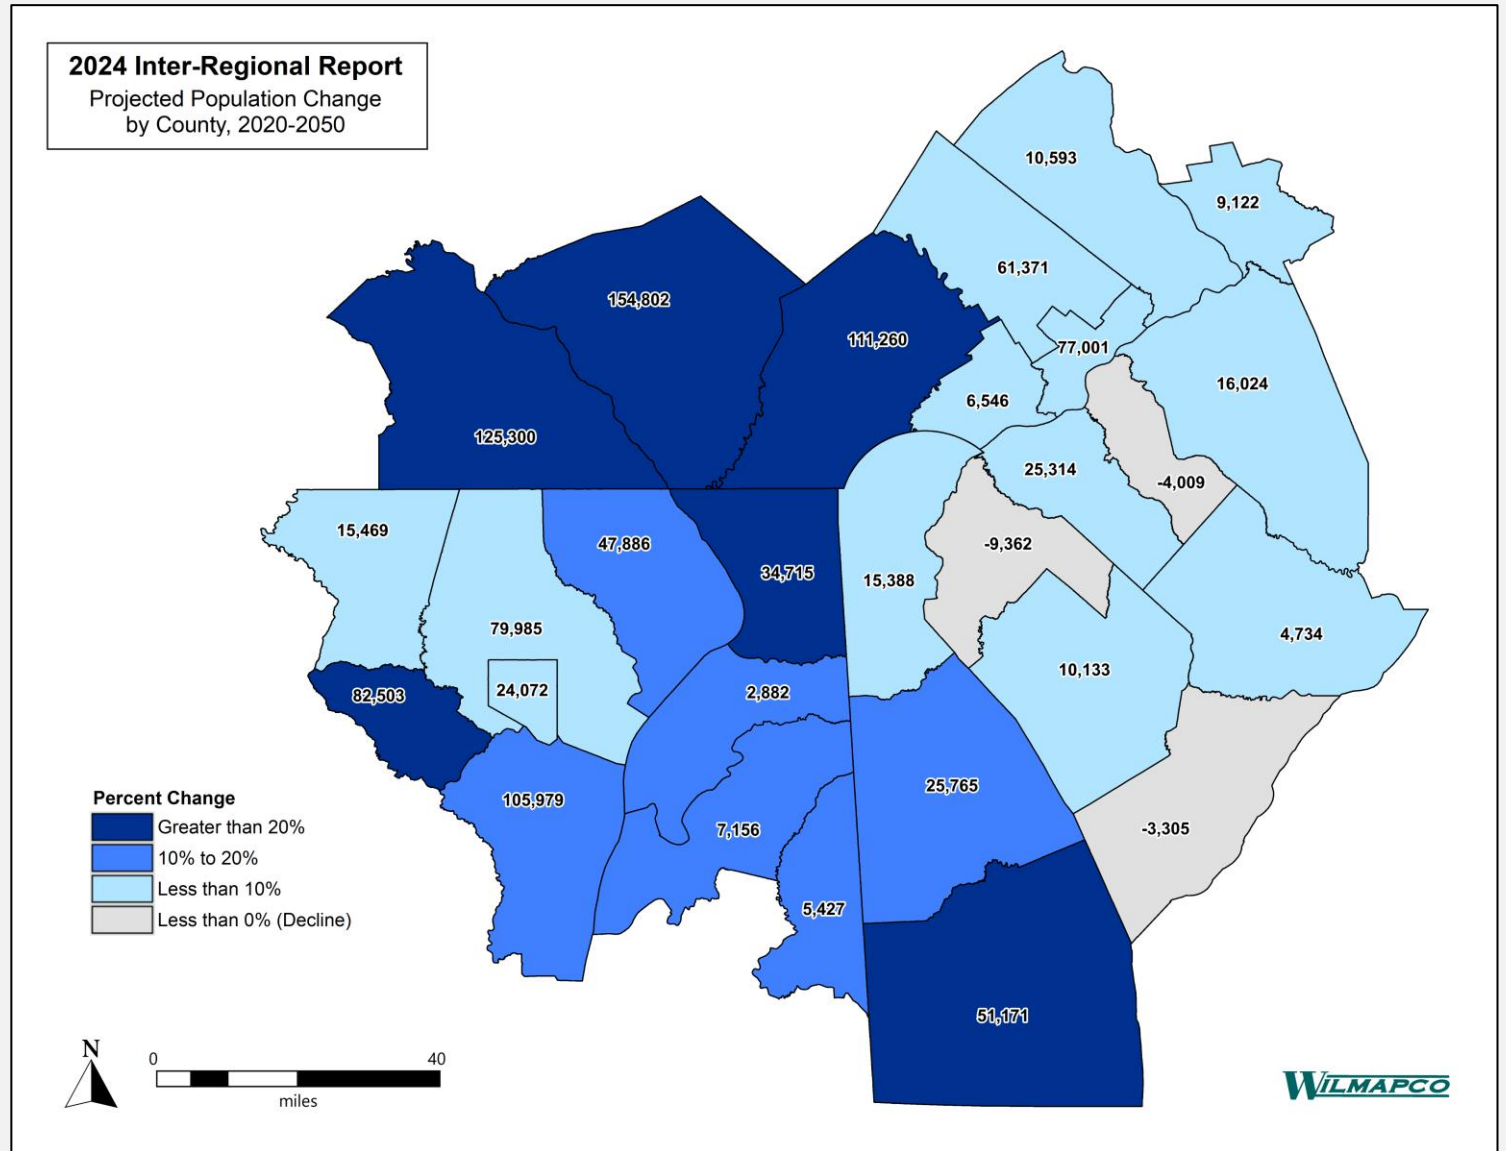 2024 Inter-Regional Report
Projected Population Change
by County, 2020-2050
10,593
9,122
61,371
154,802
111,260
77,001
16,024
6,546
125,300
25,314
-4,009
15,469
47,886
-9,362
34,715
15,388
79,985
4,734
10,133
24,072
82,503
2,882
25,765
105,979
7,156
-3,305
5,427
51,171
Percent Change
Greater than 20%
10% to 20%
Less than 10%
Less than 0% (Decline)
N
0 40
miles
WILMAPCO